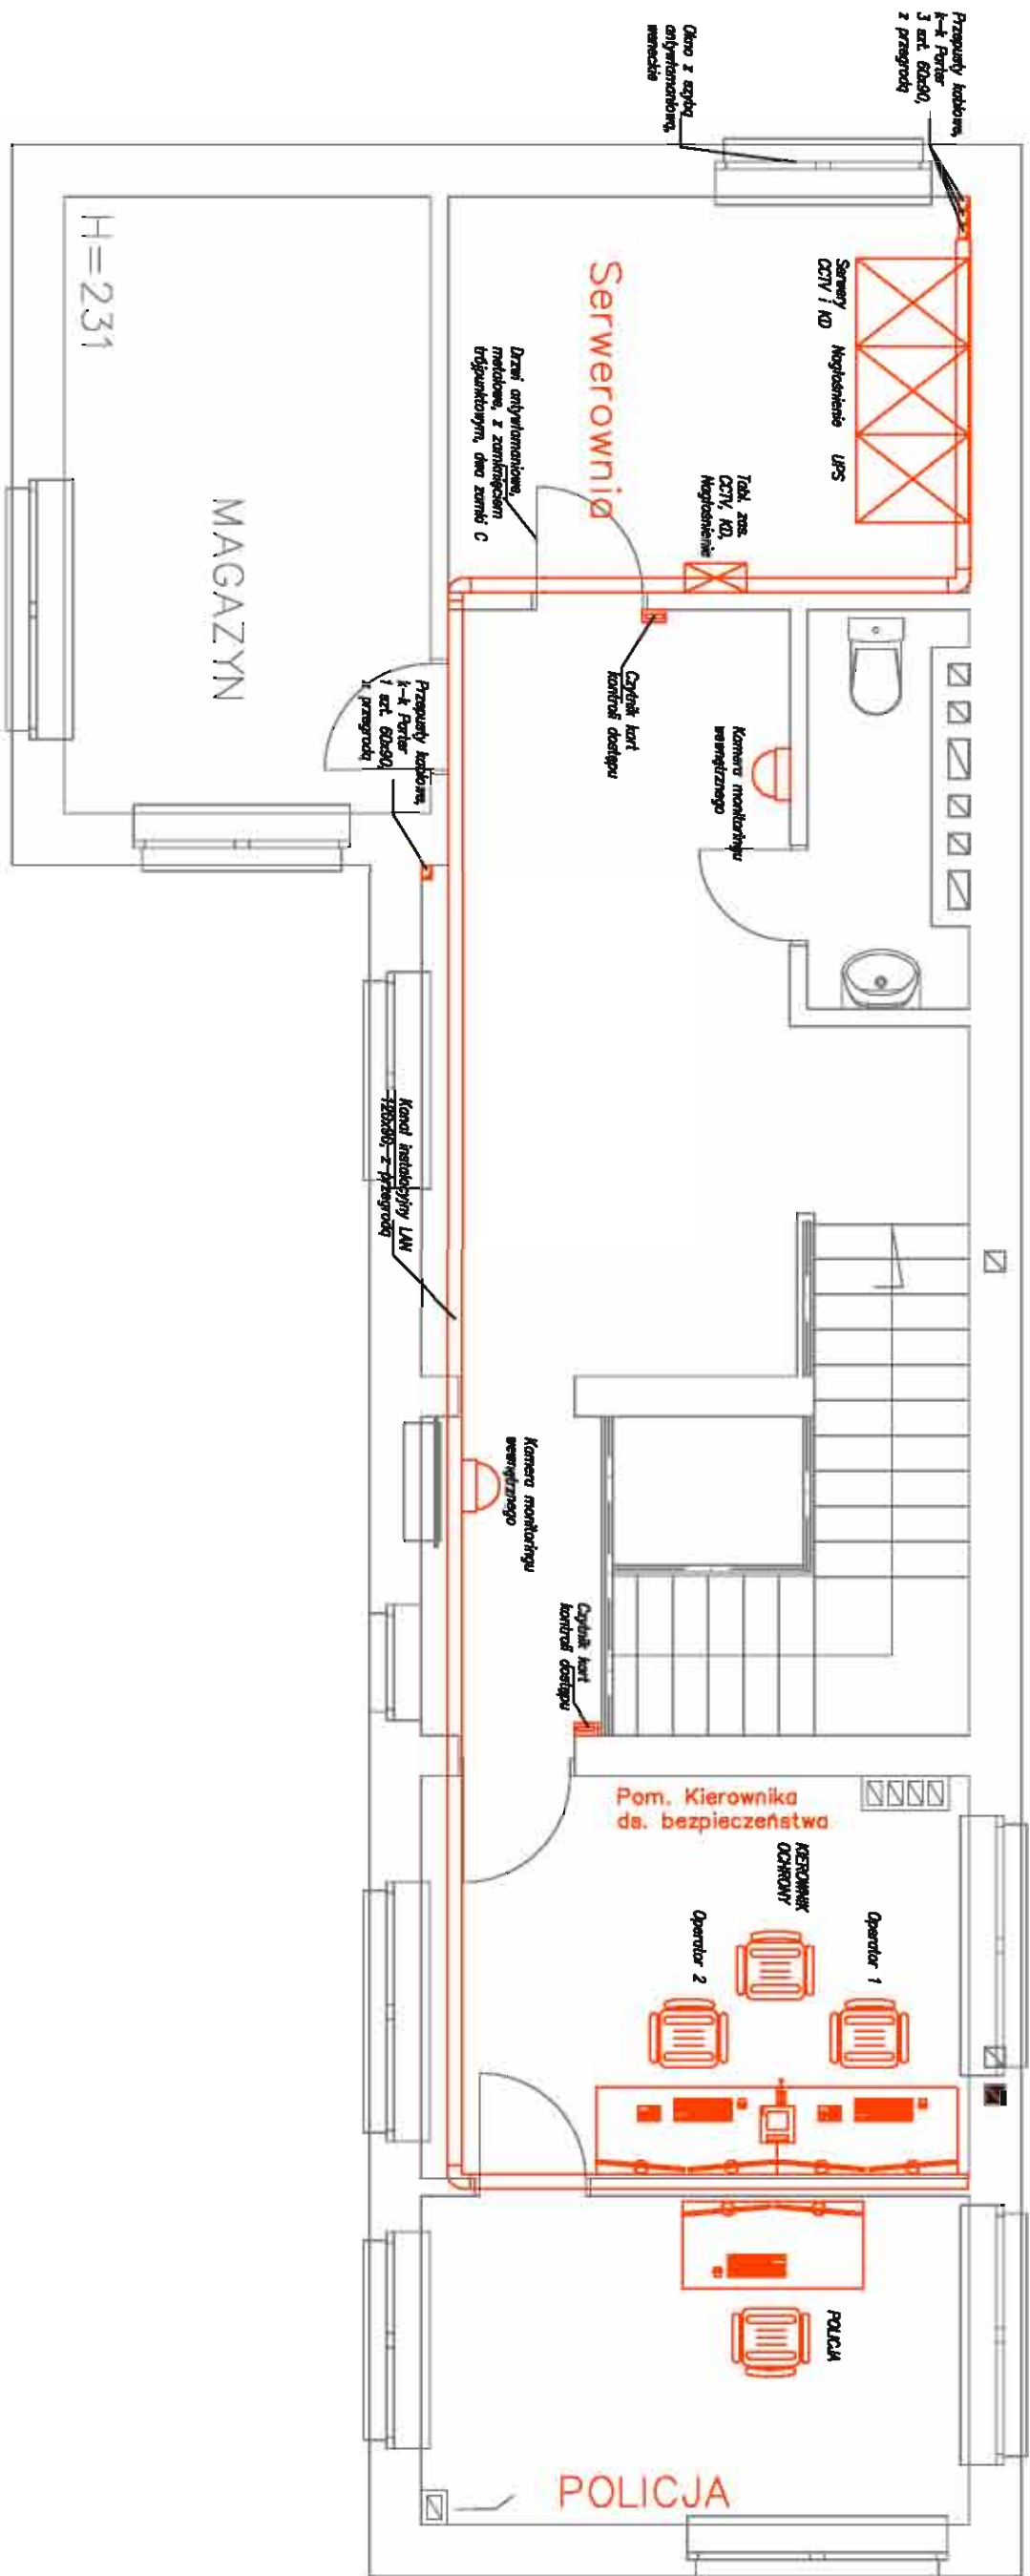 Przepusty kablowe,
k-k Porter
3 szt. 60x90,
z przegrodą
Okno z szybą
antywłamaniową,
weneckie
Serwery
CCTV i KD
Nagłośnienie
UPS
Serwerownia
Tabl. zas.
CCTV, KD,
Nagłośnienie
Drzwi antywłamaniowe,
metalowe, z zamknięciem
trójpunktowym, dwa zamki C
H=231
MAGAZYN
Czytnik kart
kontroli dostępu
Kamera monitoringu
wewnętrznego
Przepusty kablowe,
k-k Porter
1 szt. 60x90,
z przegrodą
Kanał instalacyjny LAN
120x90, z przegrodą
Kamera monitoringu
wewnętrznego
Czytnik kart
kontroli dostępu
Pom. Kierownika
ds. bezpieczeństwa
KIEROWNIK
OCHRONY
Operator 1
Operator 2
POLICJA
POLICJA